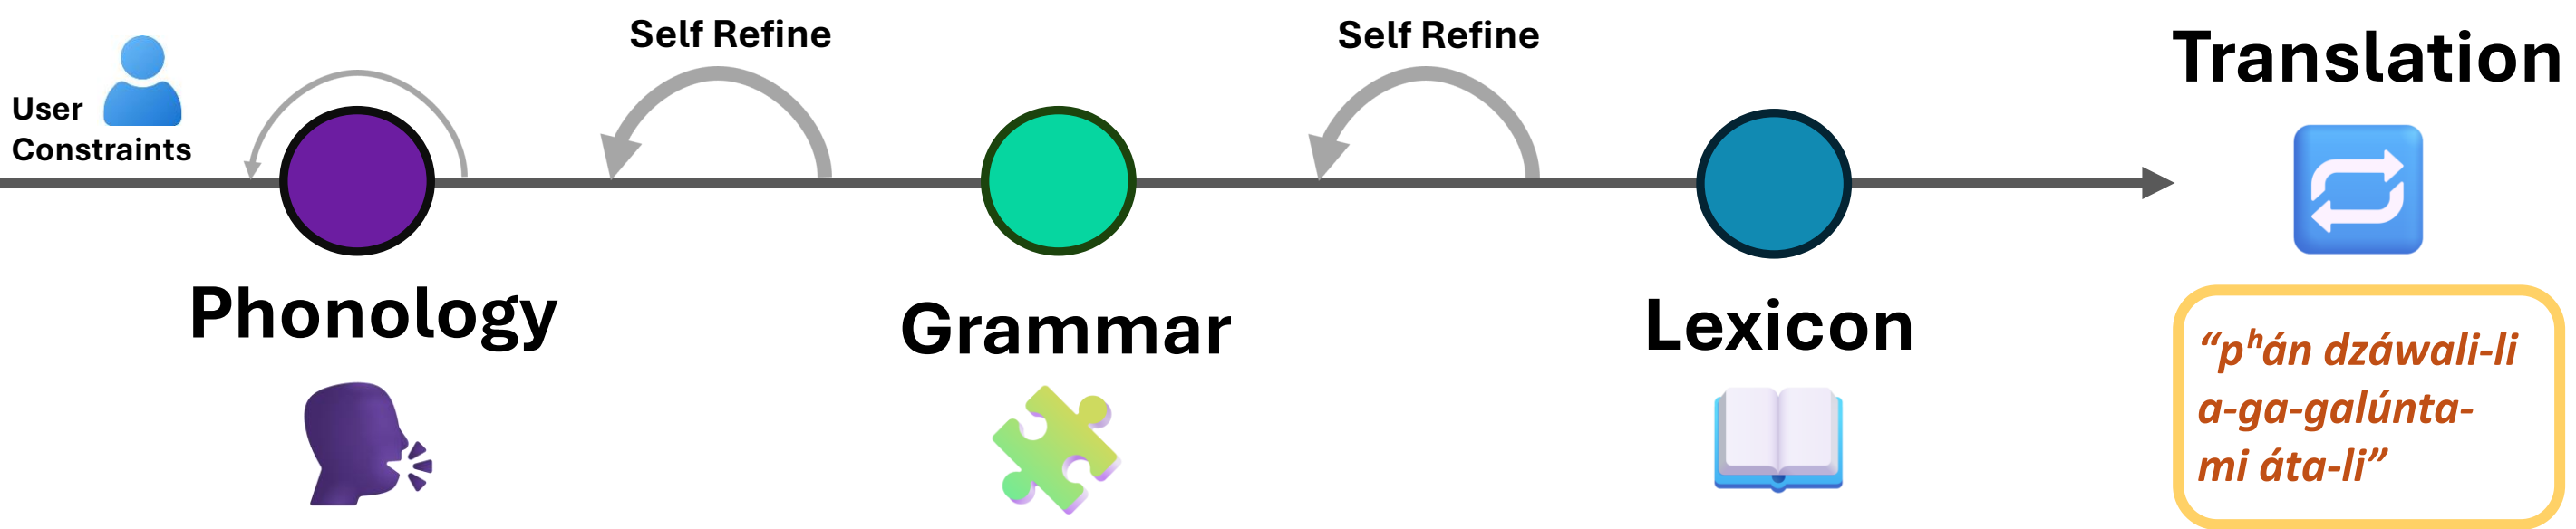 User
Constraints
Self Refine
Self Refine
Phonology
Grammar
Lexicon
Translation
“pʰán dzáwali-li
a-ga-galúnta-
mi áta-li”